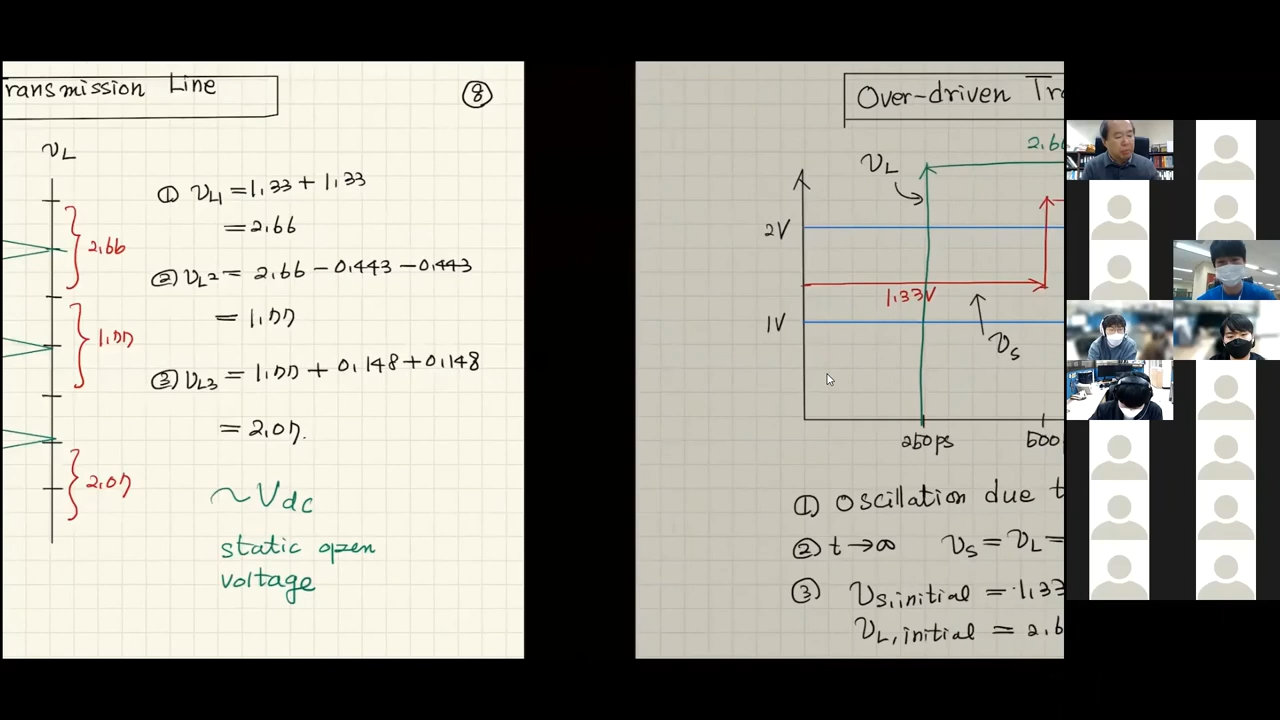 ransmission Line
8
VL
① VL1 = 1.33 + 1.33
= 2.66
② VL2 = 2.66 - 0.443 - 0.443
= 1.77
③ VL3 = 1.77 + 0.148 + 0.148
= 2.07.
2.66
1.77
2.07
~ Vdc
static open
voltage
Over-driven Tra
VL
2.66
2V
1.33V
1V
Vs
250ps
500
① Oscillation due t
② t → ∞ Vs = VL =
③ Vs,initial = 1.33
VL,initial = 2.6